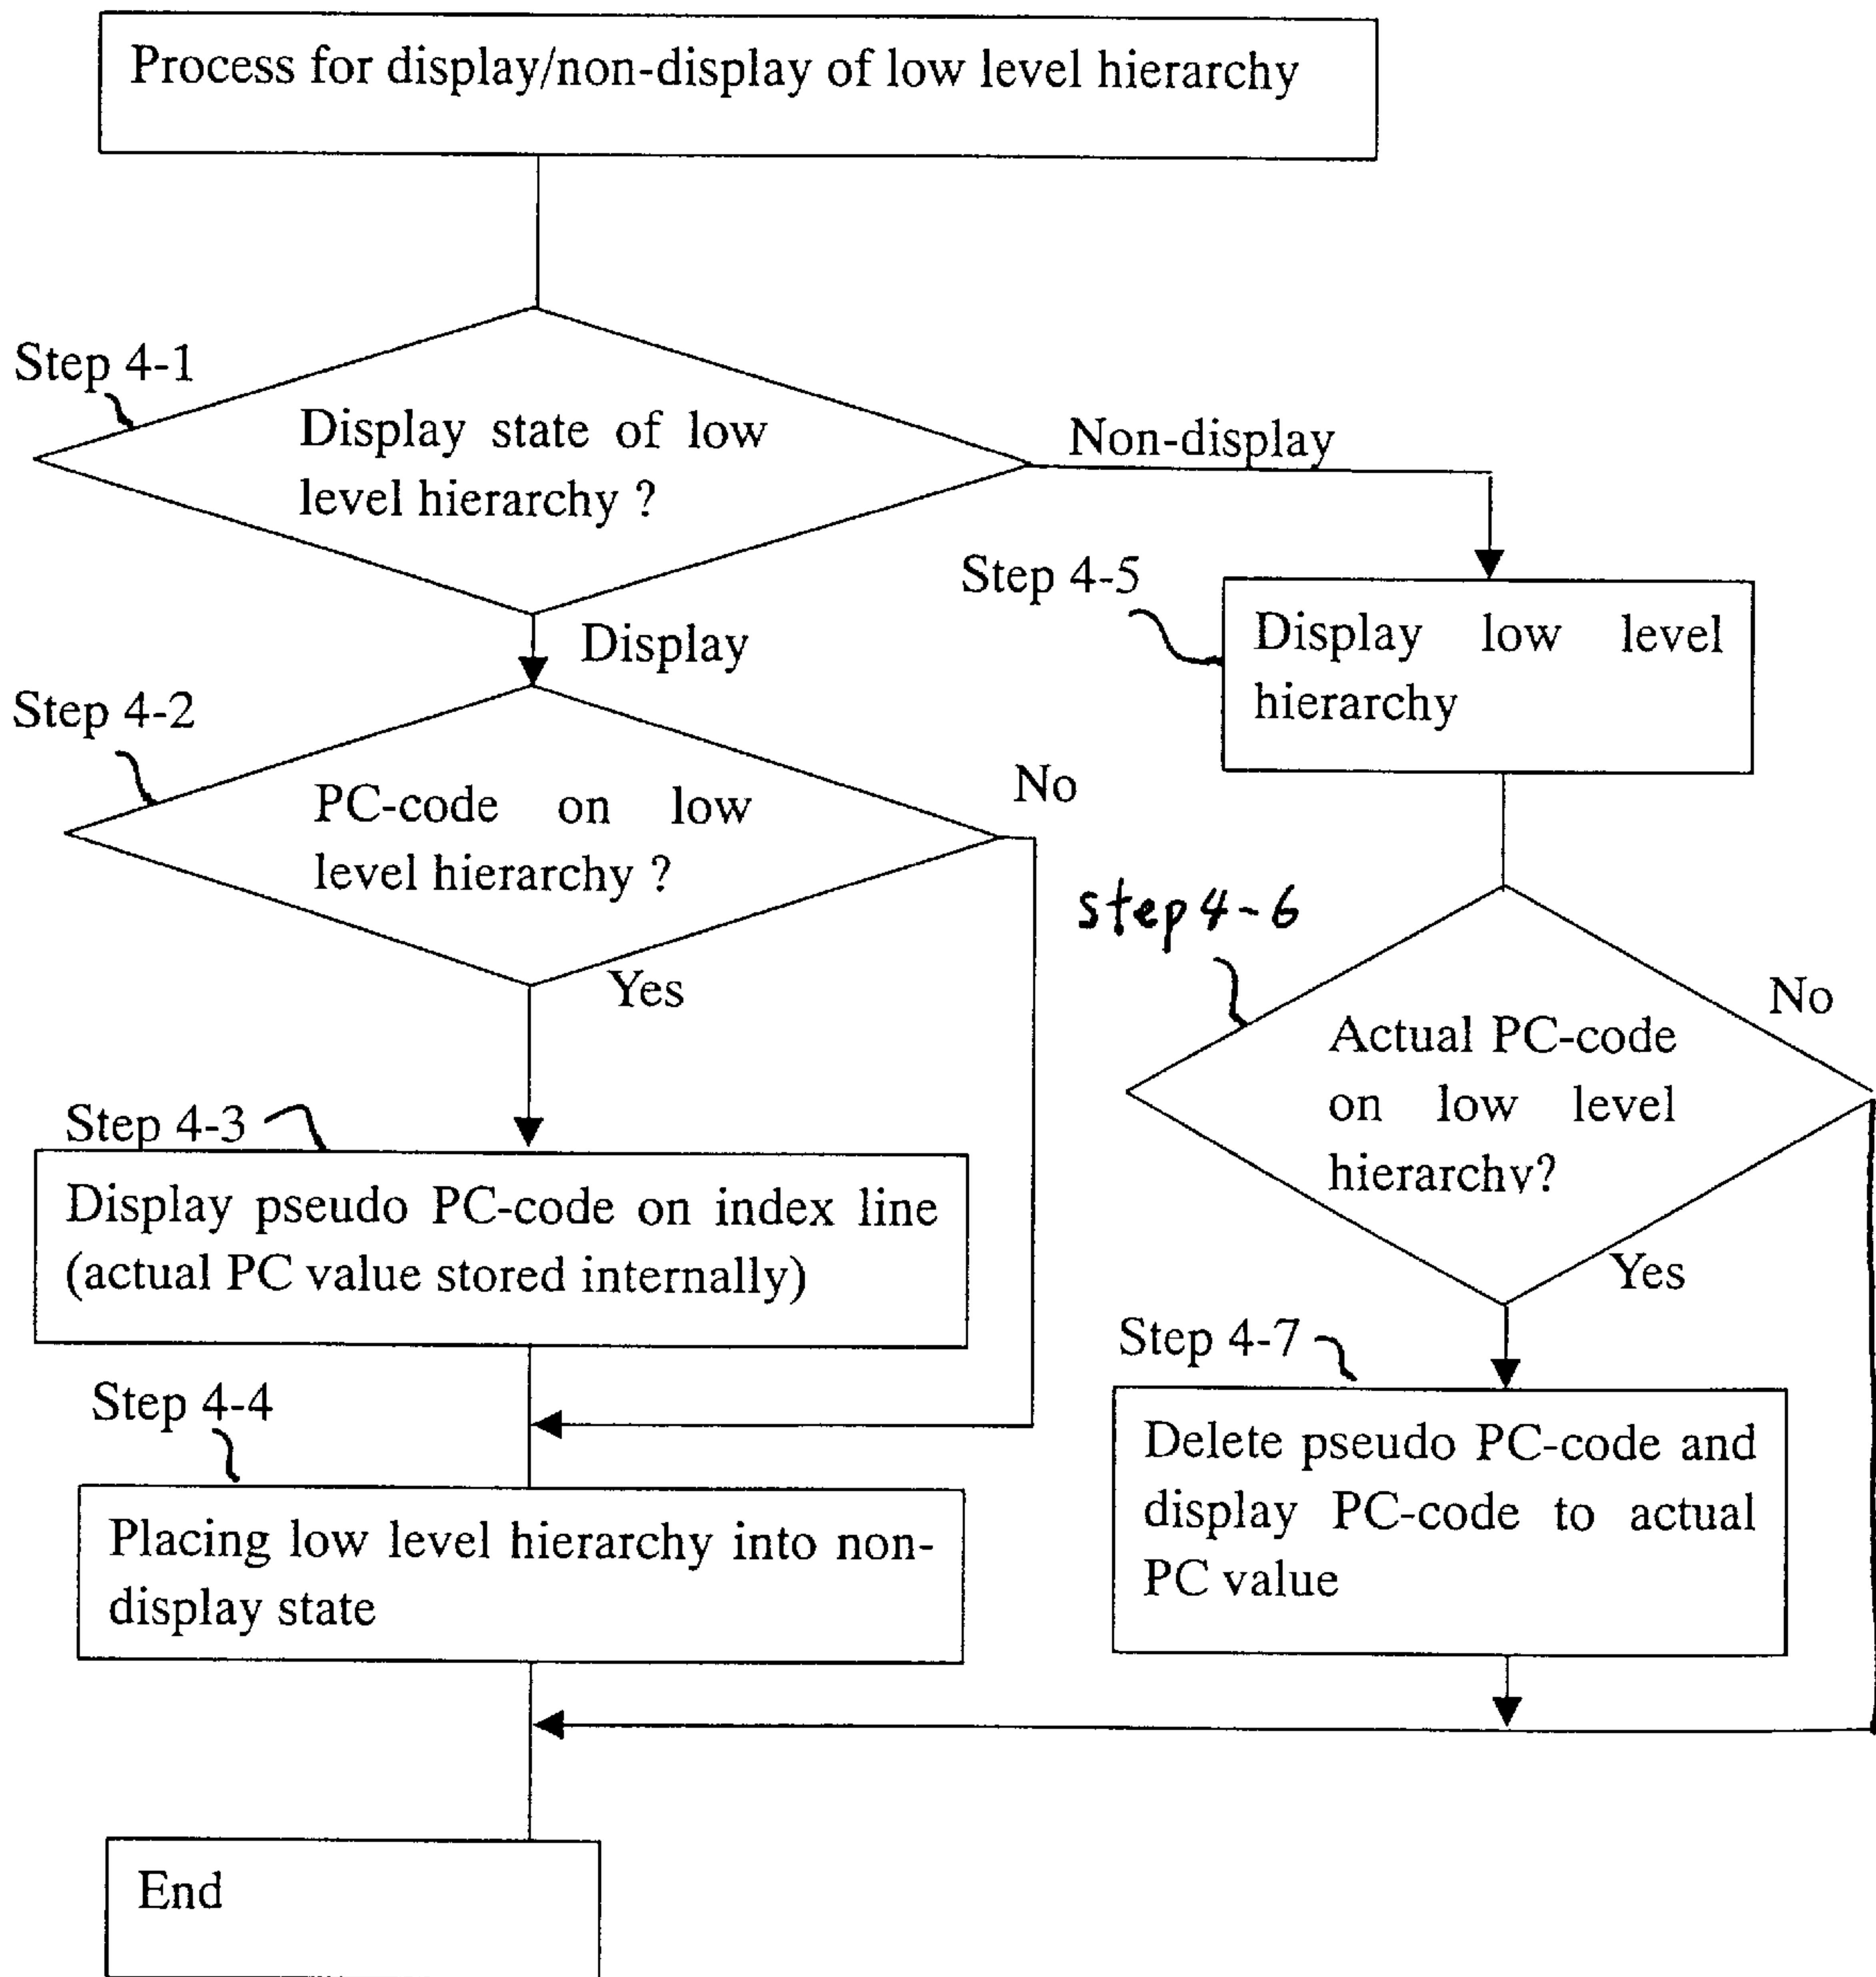 Process for display/non-display of low level hierarchy
Step 4-1
Display state of low
level hierarchy ?
Non-display
Display
Step 4-5
Display low level
hierarchy
Step 4-2
PC-code on low
level hierarchy ?
No
Yes
step 4-6
Actual PC-code
on low level
hierarchy?
No
Yes
Step 4-3
Display pseudo PC-code on index line
(actual PC value stored internally)
Step 4-4
Placing low level hierarchy into non-
display state
Step 4-7
Delete pseudo PC-code and
display PC-code to actual
PC value
End